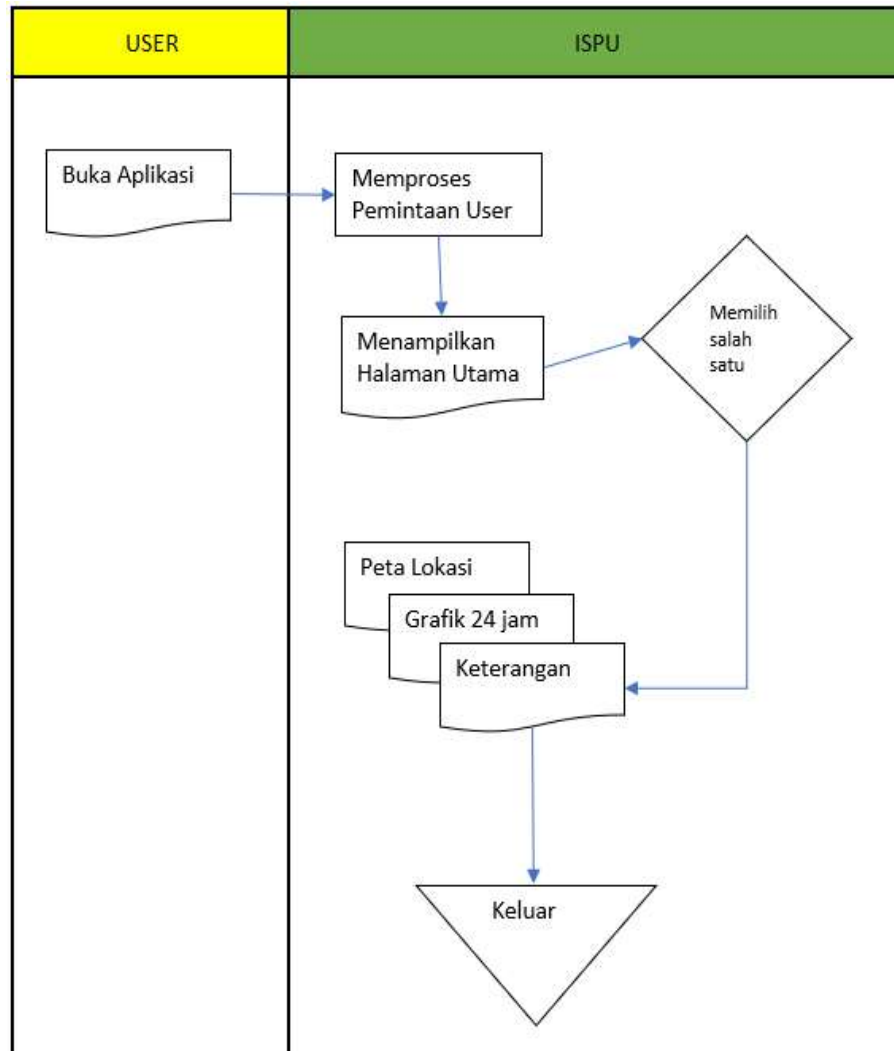 USER
ISPU
Buka Aplikasi
Memproses
Pemintaan User
Menampilkan
Halaman Utama
Memilih
salah
satu
Peta Lokasi
Grafik 24 jam
Keterangan
Keluar